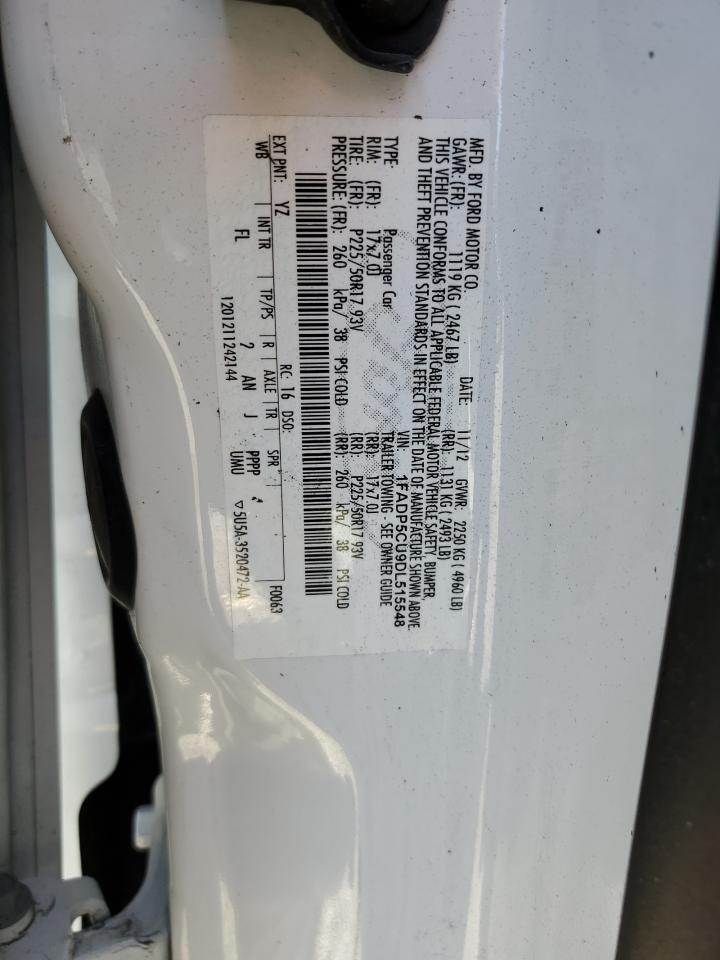 MFD. BY FORD MOTOR CO.
DATE: 11/12 GVWR: 2250 KG ( 4960 LB)
GAWR: (FR): 1119 KG ( 2467 LB) (RR): 1131 KG ( 2493 LB)
THIS VEHICLE CONFORMS TO ALL APPLICABLE FEDERAL MOTOR VEHICLE SAFETY, BUMPER,
AND THEFT PREVENTION STANDARDS IN EFFECT ON THE DATE OF MANUFACTURE SHOWN ABOVE.
VIN: 1FADP5CU9DL515548
TYPE: Passenger Car TRAILER TOWING - SEE OWNER GUIDE
RIM: (FR): 17x7.0J (RR): 17x7.0J
TIRE: (FR): P225/50R17 93V (RR): P225/50R17 93V
PRESSURE: (FR): 260 kPa/ 38 PSI COLD (RR): 260 kPa/ 38 PSI COLD
EXT PNT: YZ RC: 16 DSO: F0063
WB INT TR TP/PS R AXLE TR SPR
FL ? AN J PPPP UMU
1201211242144 5U5A-3520472-AA